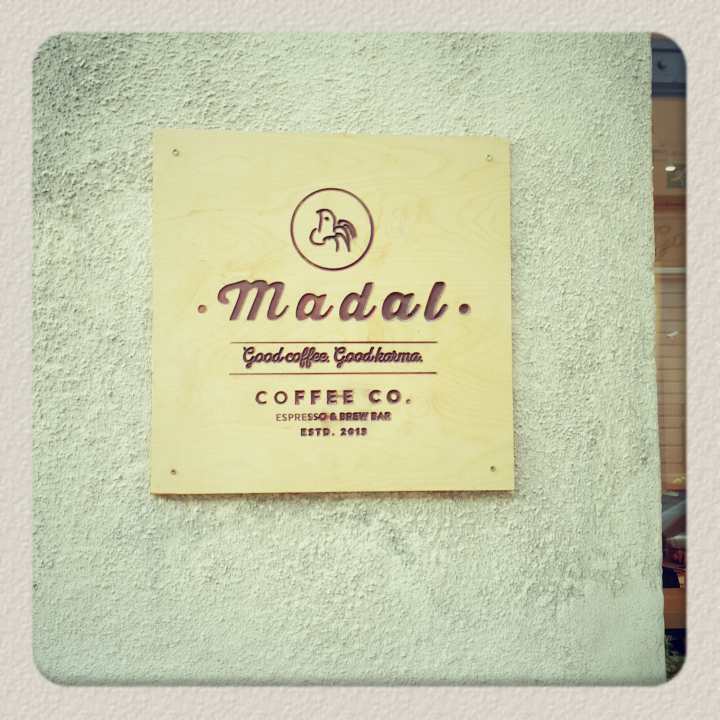 • Madal •
Good coffee. Good karma.
COFFEE CO.
ESPRESSO & BREW BAR
ESTD. 2013